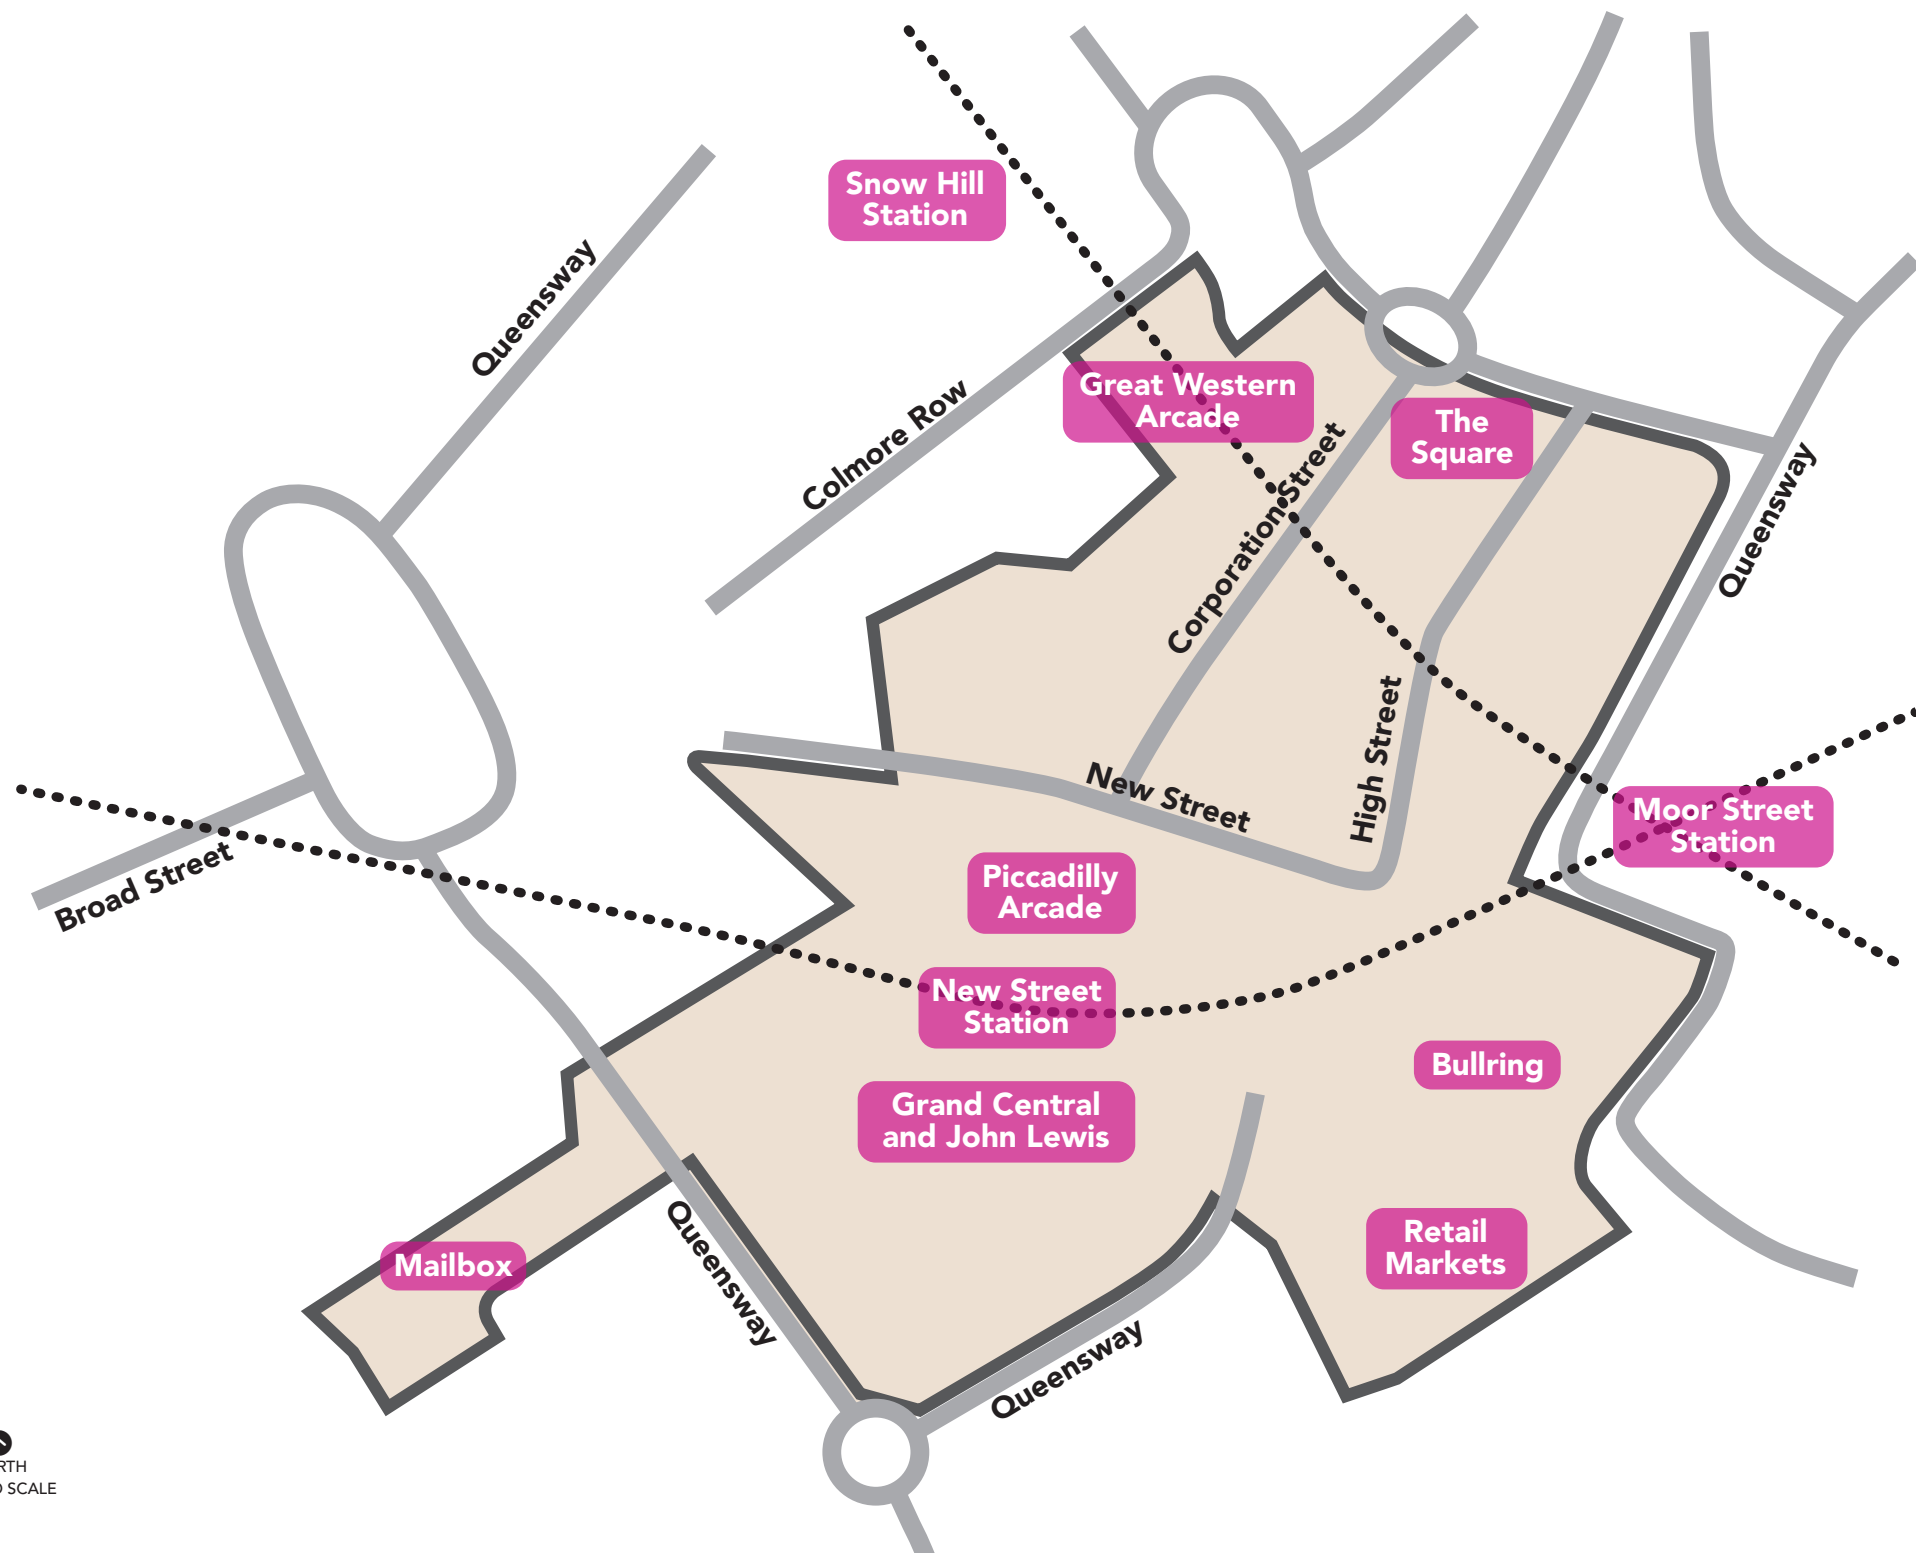 Snow Hill
Station
Queensway
Colmore Row
Great Western
Arcade
The
Square
Corporation Street
Queensway
High Street
New Street
Moor Street
Station
Broad Street
Piccadilly
Arcade
New Street
Station
Bullring
Grand Central
and John Lewis
Retail
Markets
Mailbox
Queensway
Queensway
RTH
SCALE